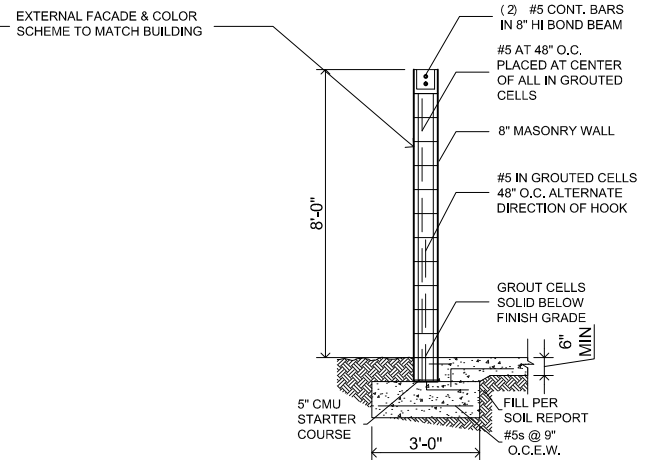 EXTERNAL FACADE & COLOR
SCHEME TO MATCH BUILDING
(2) #5 CONT. BARS
IN 8" HI BOND BEAM
#5 AT 48" O.C.
PLACED AT CENTER
OF ALL IN GROUTED
CELLS
8" MASONRY WALL
#5 IN GROUTED CELLS
48" O.C. ALTERNATE
DIRECTION OF HOOK
8'-0"
GROUT CELLS
SOLID BELOW
FINISH GRADE
6"
MIN
5" CMU
STARTER
COURSE
FILL PER
SOIL REPORT
#5s @ 9"
O.C.E.W.
3'-0"